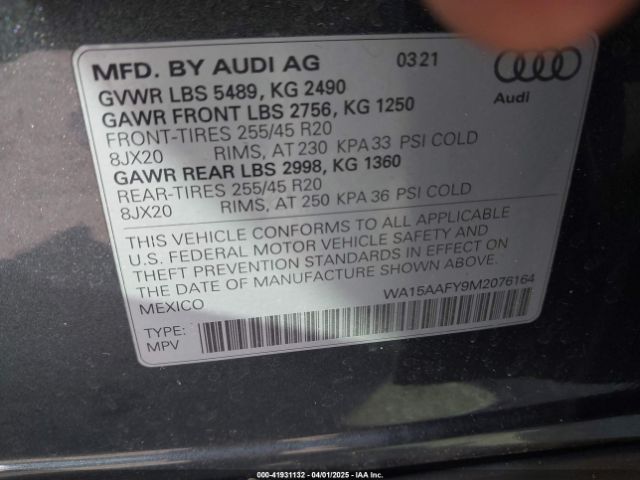 MFD. BY AUDI AG 03.21
GVWR LBS 5489, KG 2490
GAWR FRONT LBS 2756, KG 1250
FRONT-TIRES 255/45 R20
8JX20 RIMS, AT 230 KPA 33 PSI COLD
GAWR REAR LBS 2998, KG 1360
REAR-TIRES 255/45 R20
8JX20 RIMS, AT 250 KPA 36 PSI COLD
Audi
THIS VEHICLE CONFORMS TO ALL APPLICABLE
U.S. FEDERAL MOTOR VEHICLE SAFETY AND
THEFT PREVENTION STANDARDS IN EFFECT ON
THE DATE OF MANUFACTURE SHOWN ABOVE.
MEXICO WA15AAFY9M2076164
TYPE:
MPV
000-41931132 - 04/01/2025 - IAA Inc.